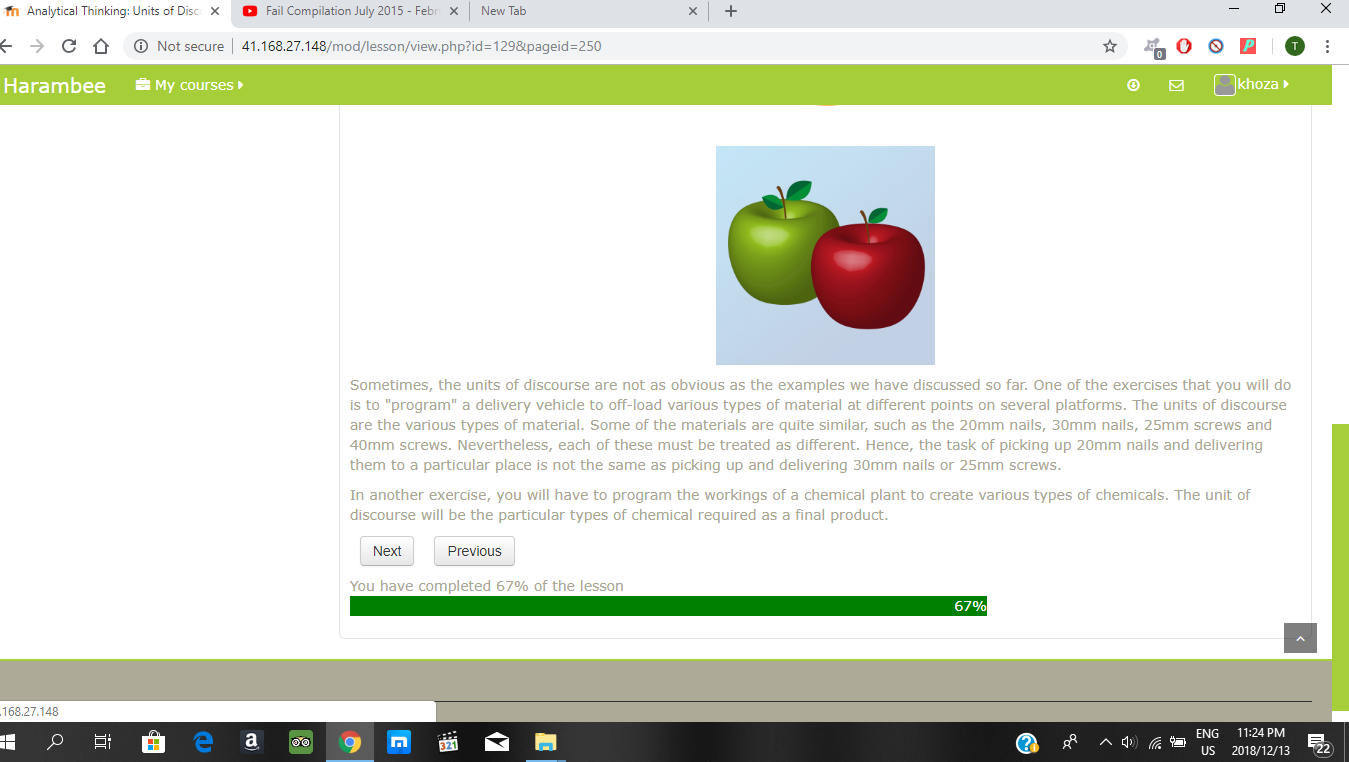 Analytical Thinking: Units of Disc
Fail Compilation July 2015 - Febr
New Tab
Not secure
41.168.27.148/mod/lesson/view.php?id=129&pageid=250
0
P
T
Harambee
My courses
khoza
Sometimes, the units of discourse are not as obvious as the examples we have discussed so far. One of the exercises that you will do
is to "program" a delivery vehicle to off-load various types of material at different points on several platforms. The units of discourse
are the various types of material. Some of the materials are quite similar, such as the 20mm nails, 30mm nails, 25mm screws and
40mm screws. Nevertheless, each of these must be treated as different. Hence, the task of picking up 20mm nails and delivering
them to a particular place is not the same as picking up and delivering 30mm nails or 25mm screws.
In another exercise, you will have to program the workings of a chemical plant to create various types of chemicals. The unit of
discourse will be the particular types of chemical required as a final product.
Next
Previous
You have completed 67% of the lesson
67%
.168.27.148
a
321
ENG
US
11:24 PM
2018/12/13
22